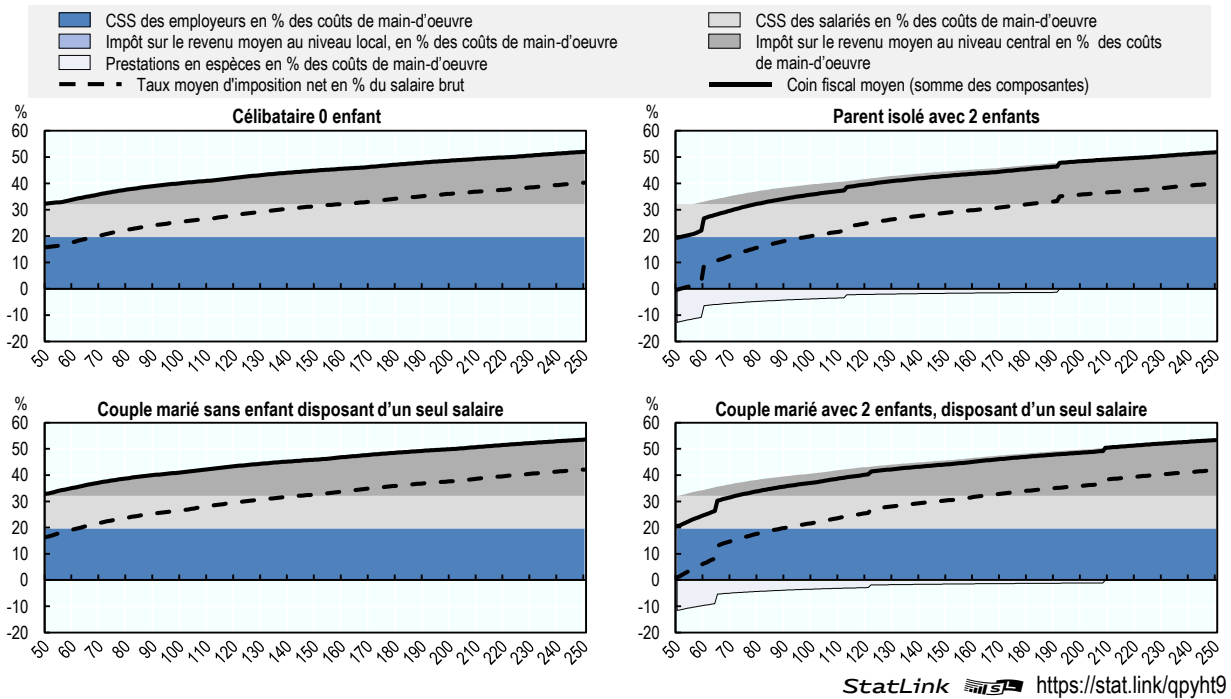 CSS des employeurs en % des coûts de main-d'oeuvre
CSS des salariés en % des coûts de main-d'oeuvre
Impôt sur le revenu moyen au niveau local, en % des coûts de main-d'oeuvre
Impôt sur le revenu moyen au niveau central en % des coûts
de main-d'oeuvre
Prestations en espèces en % des coûts de main-d'oeuvre
Taux moyen d'imposition net en % du salaire brut
Coin fiscal moyen (somme des composantes)
%
Célibataire 0 enfant
60
50
40
30
20
10
0
-10
-20
50 60 70 80 90 100 110 120 130 140 150 160 170 180 190 200 210 220 230 240 250
%
Parent isolé avec 2 enfants
60
50
40
30
20
10
0
-10
-20
50 60 70 80 90 100 110 120 130 140 150 160 170 180 190 200 210 220 230 240 250
%
Couple marié sans enfant disposant d'un seul salaire
60
50
40
30
20
10
0
-10
-20
50 60 70 80 90 100 110 120 130 140 150 160 170 180 190 200 210 220 230 240 250
%
Couple marié avec 2 enfants, disposant d'un seul salaire
60
50
40
30
20
10
0
-10
-20
50 60 70 80 90 100 110 120 130 140 150 160 170 180 190 200 210 220 230 240 250
StatLink https://stat.link/qpyht9